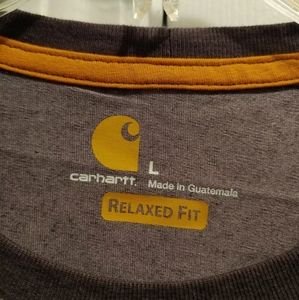 L
carhartt. Made in Guatemala
RELAXED FIT